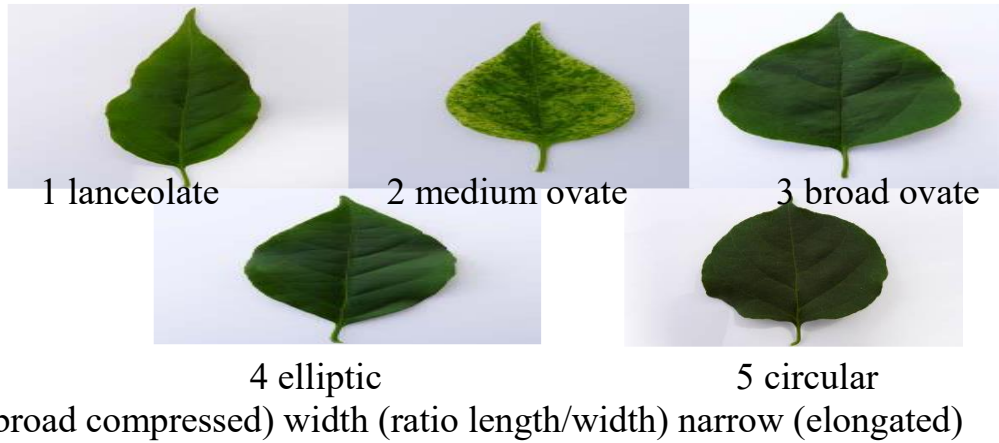 1 lanceolate 2 medium ovate 3 broad ovate
4 elliptic 5 circular
broad compressed) width (ratio length/width) narrow (elongated)